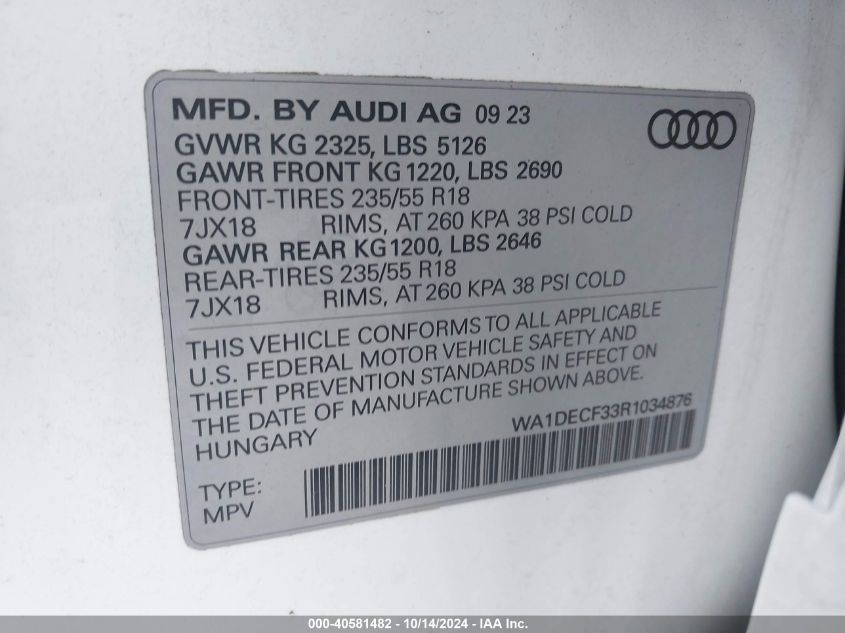 MFD. BY AUDI AG 09 23
GVWR KG 2325, LBS 5126
GAWR FRONT KG 1220, LBS 2690
FRONT-TIRES 235/55 R18
7JX18 RIMS, AT 260 KPA 38 PSI COLD
GAWR REAR KG 1200, LBS 2646
REAR-TIRES 235/55 R18
7JX18 RIMS, AT 260 KPA 38 PSI COLD
THIS VEHICLE CONFORMS TO ALL APPLICABLE
U.S. FEDERAL MOTOR VEHICLE SAFETY AND
THEFT PREVENTION STANDARDS IN EFFECT ON
THE DATE OF MANUFACTURE SHOWN ABOVE.
HUNGARY
WA1DECF33R1034876
TYPE:
MPV
000-40581482 - 10/14/2024 - IAA Inc.